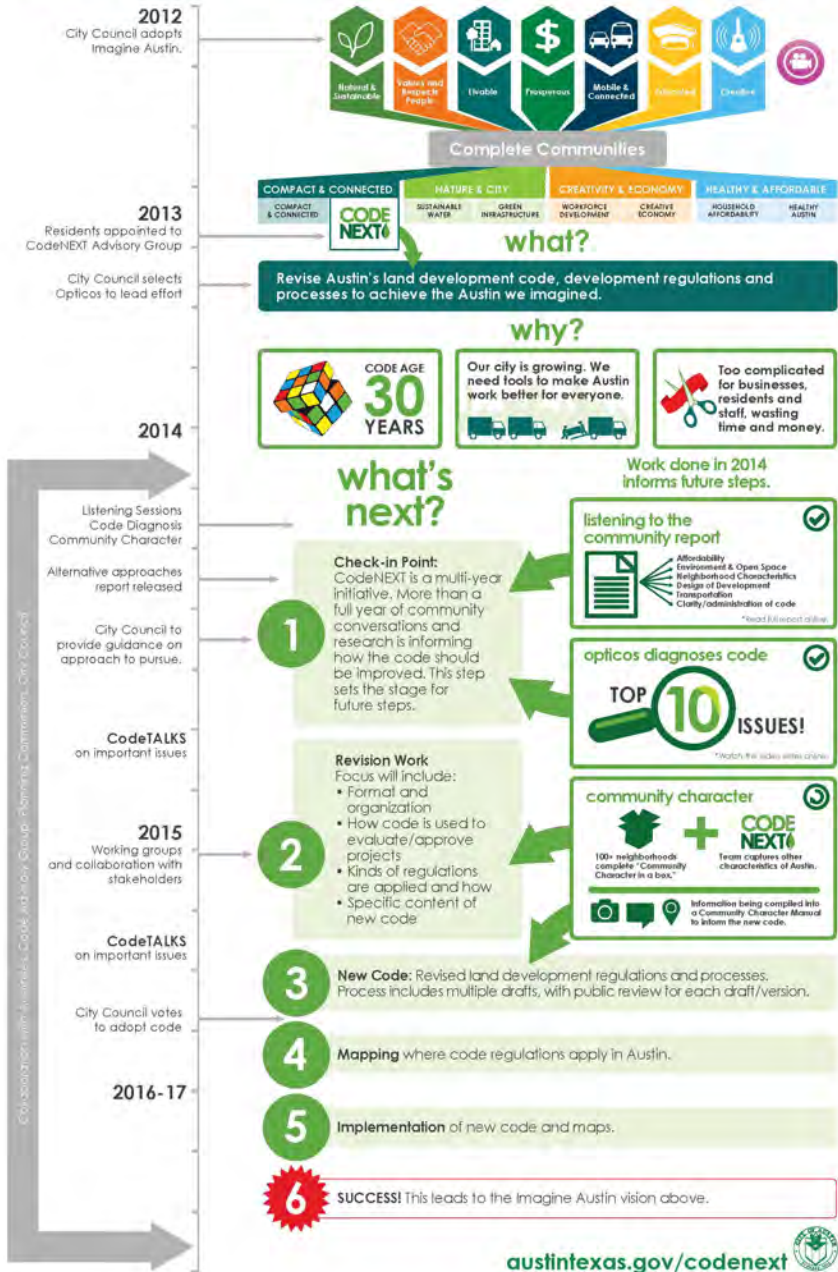 2012
City Council adopts
Imagine Austin.
Natural &
Sustainable
Values and
Respects
People
Livable
Prosperous
Mobile &
Connected
Educated
Creative
Complete Communities
COMPACT & CONNECTED
NATURE & CITY
CREATIVITY & ECONOMY
HEALTHY & AFFORDABLE
COMPACT
& CONNECTED
CODE
NEXT
SUSTAINABLE
WATER
GREEN
INFRASTRUCTURE
WORKFORCE
DEVELOPMENT
CREATIVE
ECONOMY
HOUSEHOLD
AFFORDABILITY
HEALTHY
AUSTIN
2013
Residents appointed to
CodeNEXT Advisory Group
what?
City Council selects
Opticos to lead effort
Revise Austin's land development code, development regulations and
processes to achieve the Austin we imagined.
why?
CODE AGE
30
YEARS
Our city is growing. We
need tools to make Austin
work better for everyone.
Too complicated
for businesses,
residents and
staff, wasting
time and money.
2014
what's
next?
Work done in 2014
informs future steps.
Listening Sessions
Code Diagnosis
Community Character
Alternative approaches
report released
City Council to
provide guidance on
approach to pursue.
1
Check-in Point:
CodeNEXT is a multi-year
initiative. More than a
full year of community
conversations and
research is informing
how the code should
be improved. This step
sets the stage for
future steps.
listening to the
community report
Affordability
Environment & Open Space
Neighborhood Characteristics
Design of Development
Transportation
Clarity/administration of code
*Read full report online.
opticos diagnoses code
TOP 10 ISSUES!
*Watch the video series online.
CodeTALKS
on important issues
2015
Working groups
and collaboration with
stakeholders
2
Revision Work
Focus will include:
• Format and
organization
• How code is used to
evaluate/approve
projects
• Kinds of regulations
are applied and how
• Specific content of
new code
community character
100+ neighborhoods
complete "Community
Character in a box."
CODE
NEXT
Team captures other
characteristics of Austin.
Information being compiled into
a Community Character Manual
to inform the new code.
CodeTALKS
on important issues
City Council votes
to adopt code
3
New Code: Revised land development regulations and processes.
Process includes multiple drafts, with public review for each draft/version.
4
Mapping where code regulations apply in Austin.
2016-17
5
Implementation of new code and maps.
6
SUCCESS! This leads to the Imagine Austin vision above.
Code Advisory Group, Planning Commission, City Council
austintexas.gov/codenext